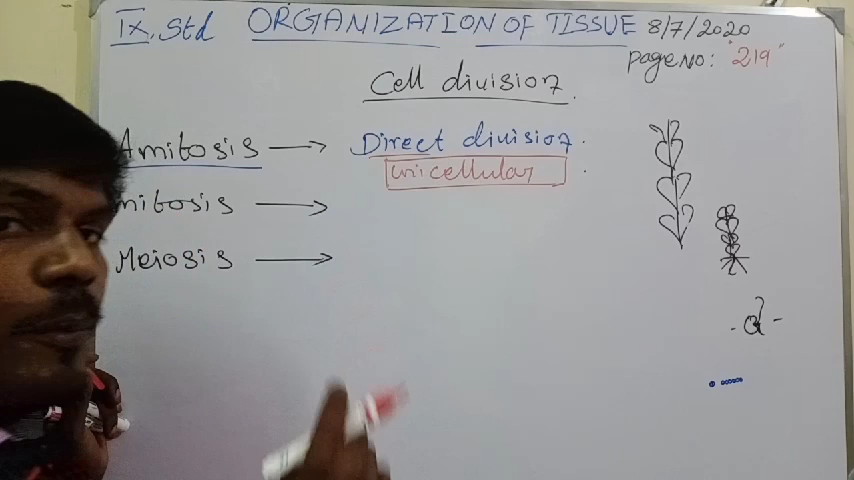 IX. Std ORGANIZATION OF TISSUE 8/7/2020
page No: "219"
Cell division
Amitosis → Direct division.
unicellular
mitosis →
Meiosis →